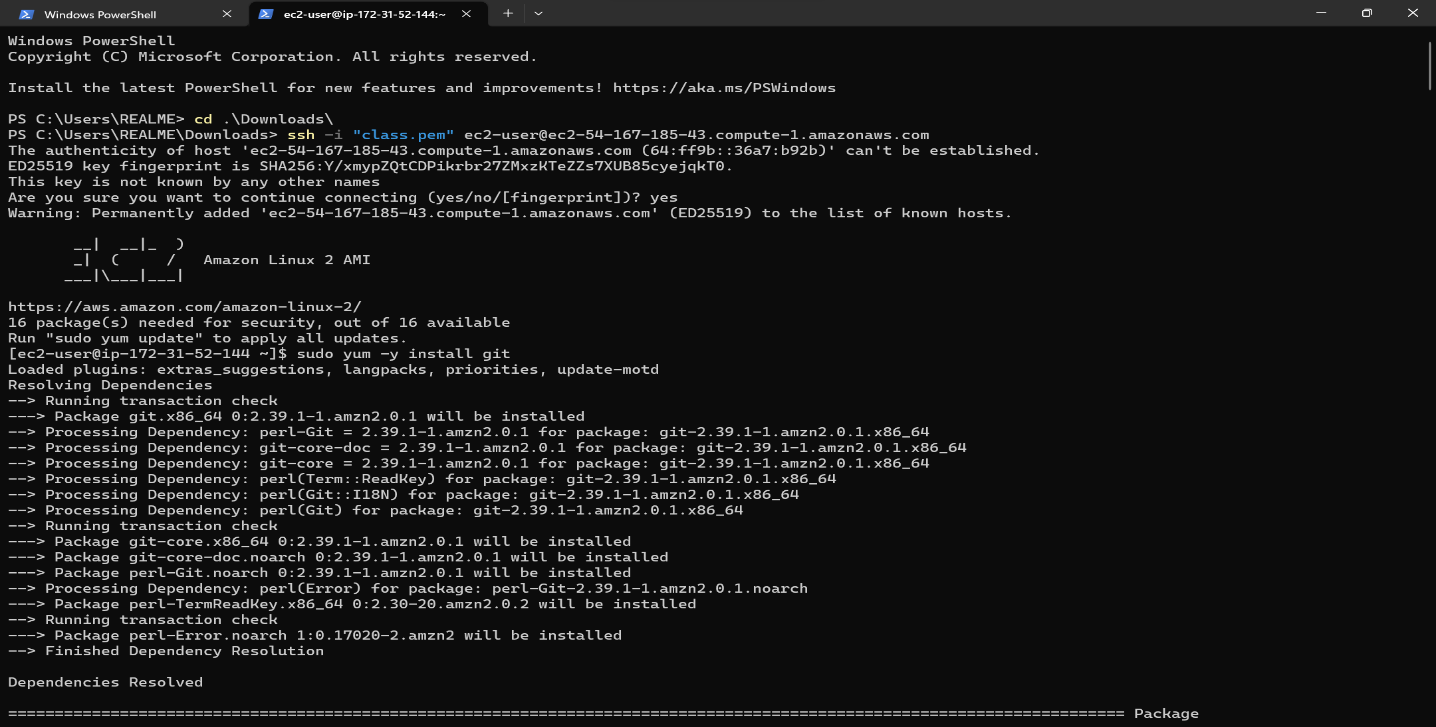 Windows PowerShell
ec2-user@ip-172-31-52-144:~
Windows PowerShell
Copyright (C) Microsoft Corporation. All rights reserved.
Install the latest PowerShell for new features and improvements! https://aka.ms/PSWindows
PS C:\Users\REALME> cd .\Downloads\
PS C:\Users\REALME\Downloads> ssh -i "class.pem" ec2-user@ec2-54-167-185-43.compute-1.amazonaws.com
The authenticity of host 'ec2-54-167-185-43.compute-1.amazonaws.com (64:ff9b::36a7:b92b)' can't be established.
ED25519 key fingerprint is SHA256:Y/xmypZQtCDPikrbr27ZMxzKTeZZs7XUB85cyejqkT0.
This key is not known by any other names
Are you sure you want to continue connecting (yes/no/[fingerprint])? yes
Warning: Permanently added 'ec2-54-167-185-43.compute-1.amazonaws.com' (ED25519) to the list of known hosts.
       __|  __|_  )
       _|  (     /   Amazon Linux 2 AMI
      ___|\___|___|
https://aws.amazon.com/amazon-linux-2/
16 package(s) needed for security, out of 16 available
Run "sudo yum update" to apply all updates.
[ec2-user@ip-172-31-52-144 ~]$ sudo yum -y install git
Loaded plugins: extras_suggestions, langpacks, priorities, update-motd
Resolving Dependencies
--> Running transaction check
---> Package git.x86_64 0:2.39.1-1.amzn2.0.1 will be installed
--> Processing Dependency: perl-Git = 2.39.1-1.amzn2.0.1 for package: git-2.39.1-1.amzn2.0.1.x86_64
--> Processing Dependency: git-core-doc = 2.39.1-1.amzn2.0.1 for package: git-2.39.1-1.amzn2.0.1.x86_64
--> Processing Dependency: git-core = 2.39.1-1.amzn2.0.1 for package: git-2.39.1-1.amzn2.0.1.x86_64
--> Processing Dependency: perl(Term::ReadKey) for package: git-2.39.1-1.amzn2.0.1.x86_64
--> Processing Dependency: perl(Git::I18N) for package: git-2.39.1-1.amzn2.0.1.x86_64
--> Processing Dependency: perl(Git) for package: git-2.39.1-1.amzn2.0.1.x86_64
--> Running transaction check
---> Package git-core.x86_64 0:2.39.1-1.amzn2.0.1 will be installed
---> Package git-core-doc.noarch 0:2.39.1-1.amzn2.0.1 will be installed
---> Package perl-Git.noarch 0:2.39.1-1.amzn2.0.1 will be installed
--> Processing Dependency: perl(Error) for package: perl-Git-2.39.1-1.amzn2.0.1.noarch
---> Package perl-TermReadKey.x86_64 0:2.30-20.amzn2.0.2 will be installed
--> Running transaction check
---> Package perl-Error.noarch 1:0.17020-2.amzn2 will be installed
--> Finished Dependency Resolution
Dependencies Resolved
======================================================================================================================== Package